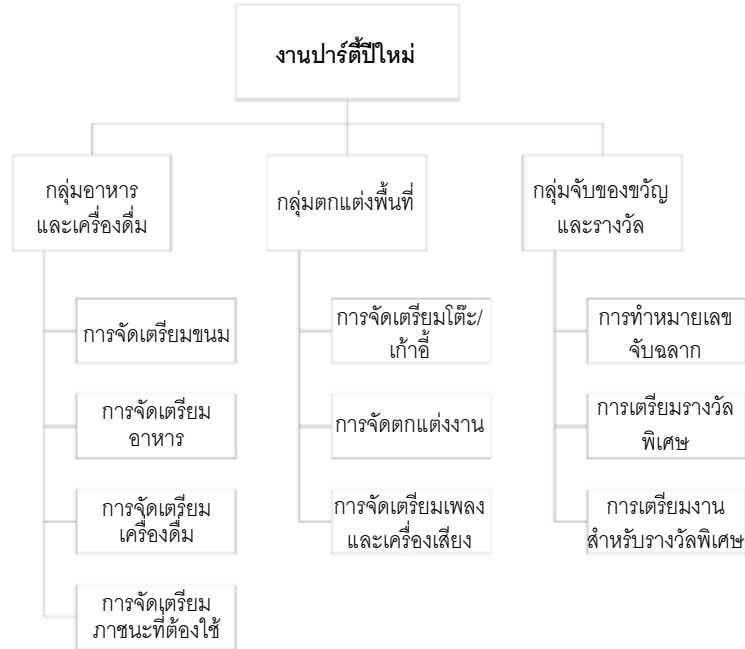 งานปาร์ตี้ปีใหม่
กลุ่มอาหาร
และเครื่องดื่ม
กลุ่มตกแต่งพื้นที่
กลุ่มจับของขวัญ
และรางวัล
การจัดเตรียมขนม
การจัดเตรียม
อาหาร
การจัดเตรียม
เครื่องดื่ม
การจัดเตรียม
ภาชนะที่ต้องใช้
การจัดเตรียมโต๊ะ/
เก้าอี้
การจัดตกแต่งงาน
การจัดเตรียมเพลง
และเครื่องเสียง
การทำหมายเลข
จับฉลาก
การเตรียมรางวัล
พิเศษ
การเตรียมงาน
สำหรับรางวัลพิเศษ